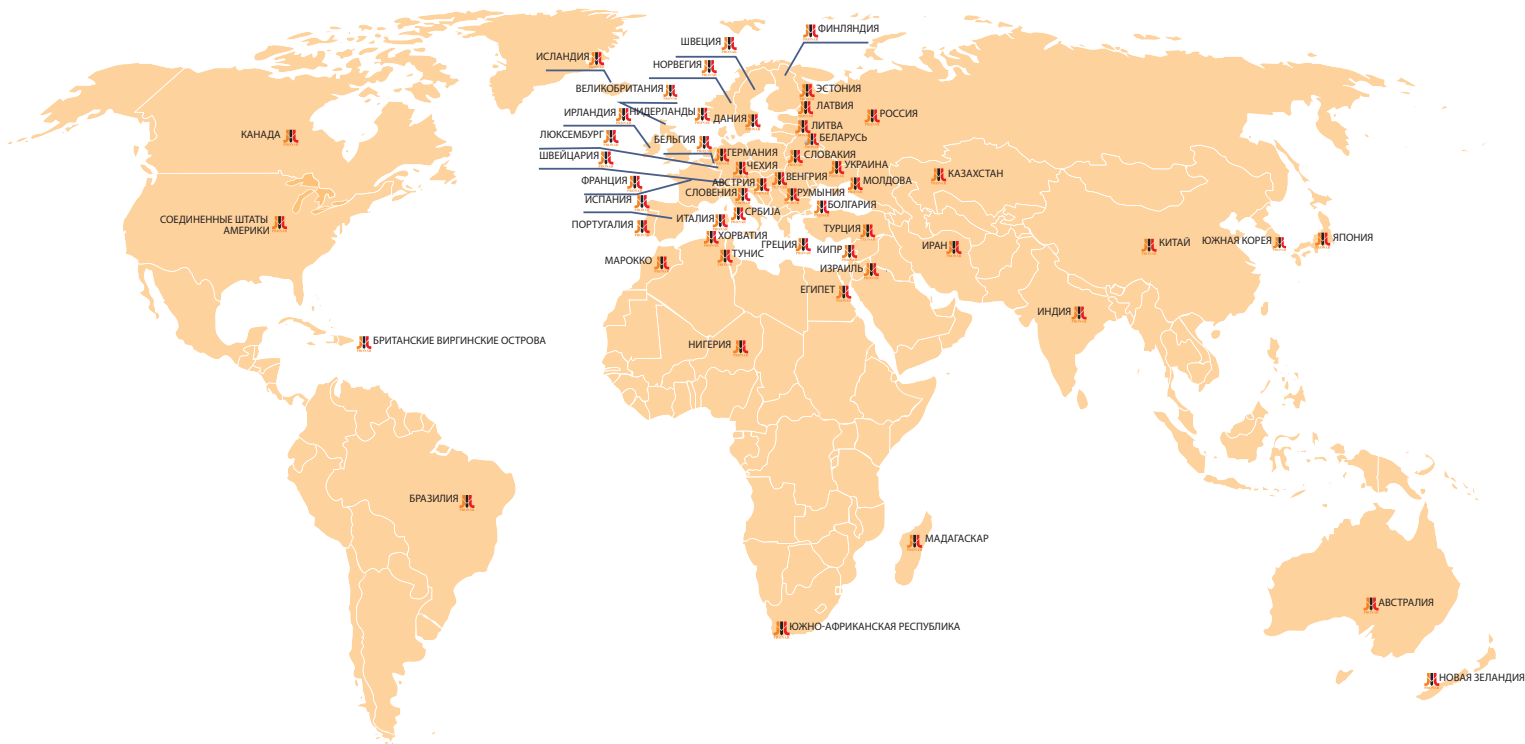 ФИНЛЯНДИЯ
ШВЕЦИЯ
ИСЛАНДИЯ
НОРВЕГИЯ
ВЕЛИКОБРИТАНИЯ
ЭСТОНИЯ
ЛАТВИЯ
ИРЛАНДИЯ
НИДЕРЛАНДЫ
ДАНИЯ
РОССИЯ
ЛИТВА
КАНАДА
ЛЮКСЕМБУРГ
БЕЛЬГИЯ
БЕЛАРУСЬ
ШВЕЙЦАРИЯ
ГЕРМАНИЯ
СЛОВАКИЯ
ЧЕХИЯ
УКРАИНА
КАЗАХСТАН
ФРАНЦИЯ
АВСТРИЯ
ВЕНГРИЯ
МОЛДОВА
СЛОВЕНИЯ
РУМЫНИЯ
ИСПАНИЯ
БОЛГАРИЯ
СОЕДИНЕННЫЕ ШТАТЫ
АМЕРИКИ
ПОРТУГАЛИЯ
ИТАЛИЯ
СРБИЈА
ТУРЦИЯ
ХОРВАТИЯ
ГРЕЦИЯ
КИПР
ИРАН
КИТАЙ
ЮЖНАЯ КОРЕЯ
ЯПОНИЯ
МАРОККО
ТУНИС
ИЗРАИЛЬ
ЕГИПЕТ
ИНДИЯ
БРИТАНСКИЕ ВИРГИНСКИЕ ОСТРОВА
НИГЕРИЯ
БРАЗИЛИЯ
МАДАГАСКАР
АВСТРАЛИЯ
ЮЖНО-АФРИКАНСКАЯ РЕСПУБЛИКА
НОВАЯ ЗЕЛАНДИЯ